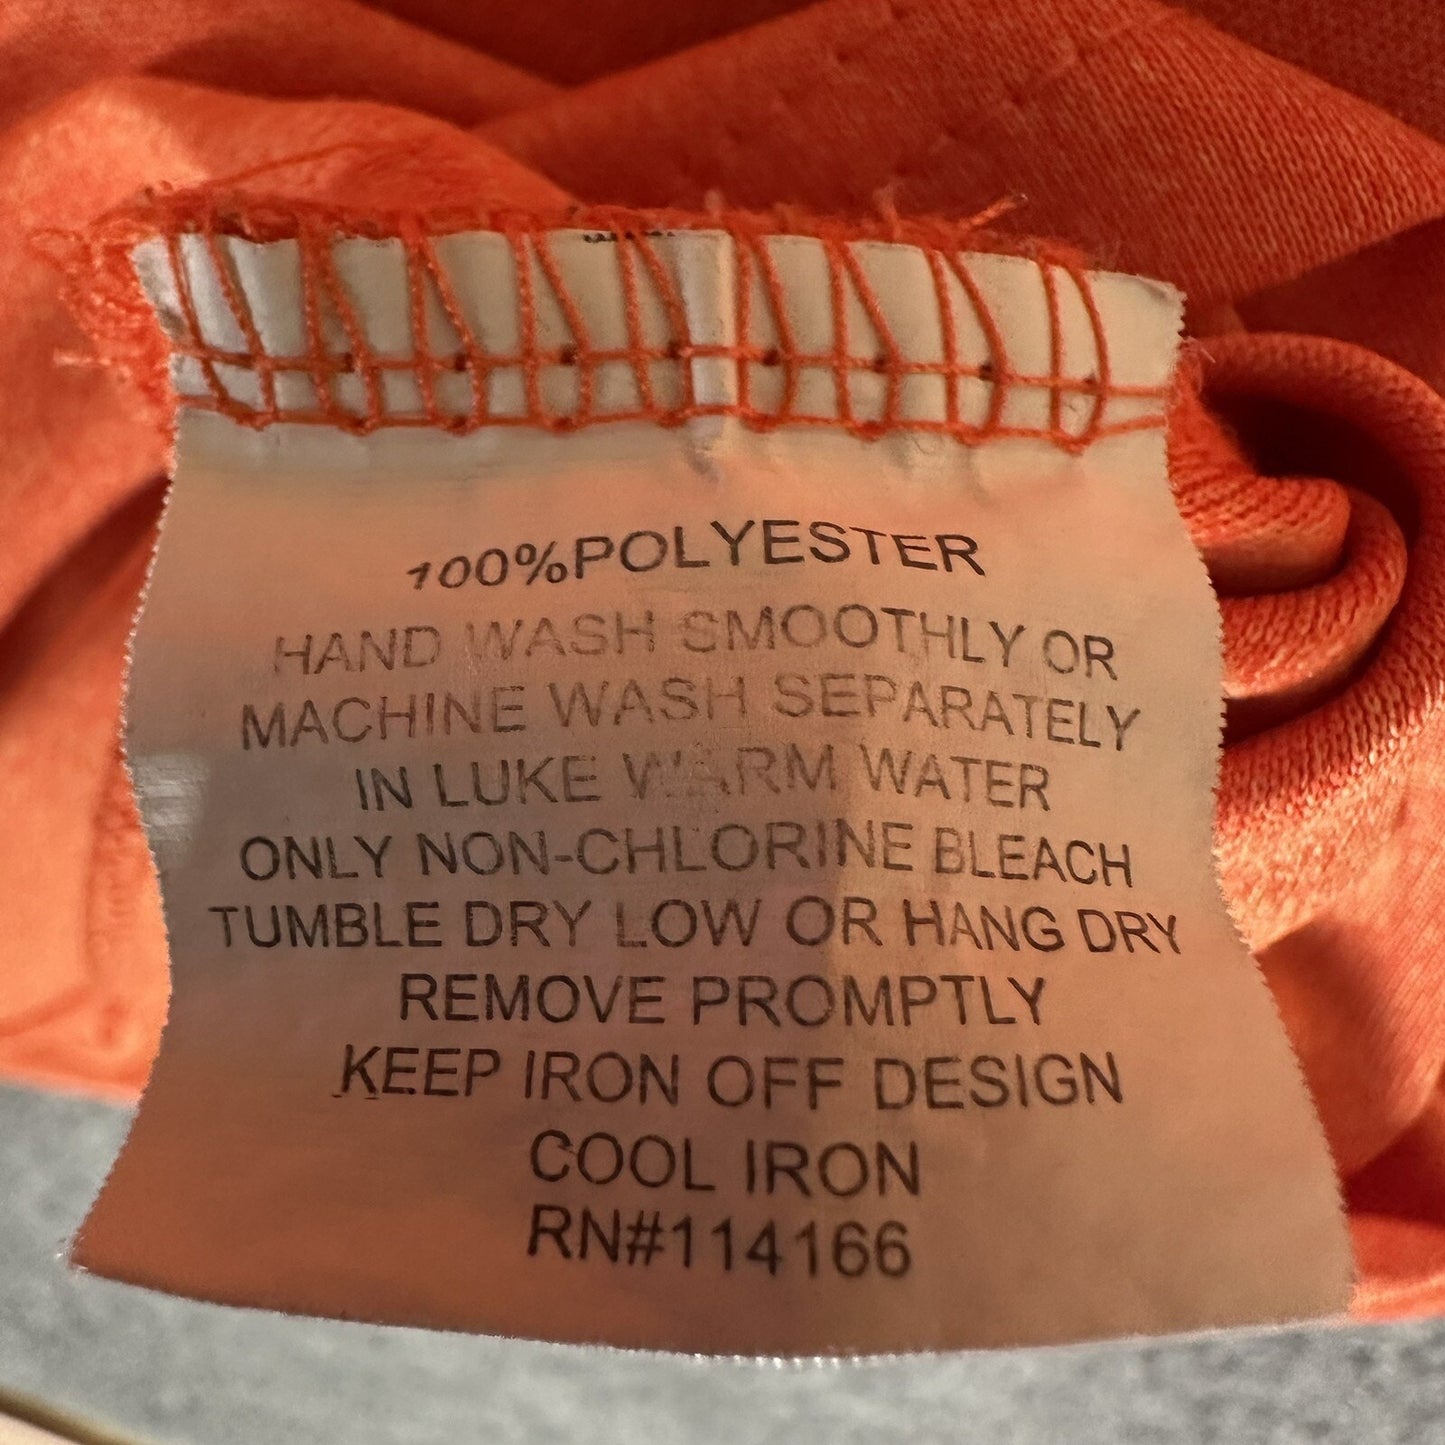 100%POLYESTER
HAND WASH SMOOTHLY OR
MACHINE WASH SEPARATELY
IN LUKE WARM WATER
ONLY NON-CHLORINE BLEACH
TUMBLE DRY LOW OR HANG DRY
REMOVE PROMPTLY
KEEP IRON OFF DESIGN
COOL IRON
RN#114166